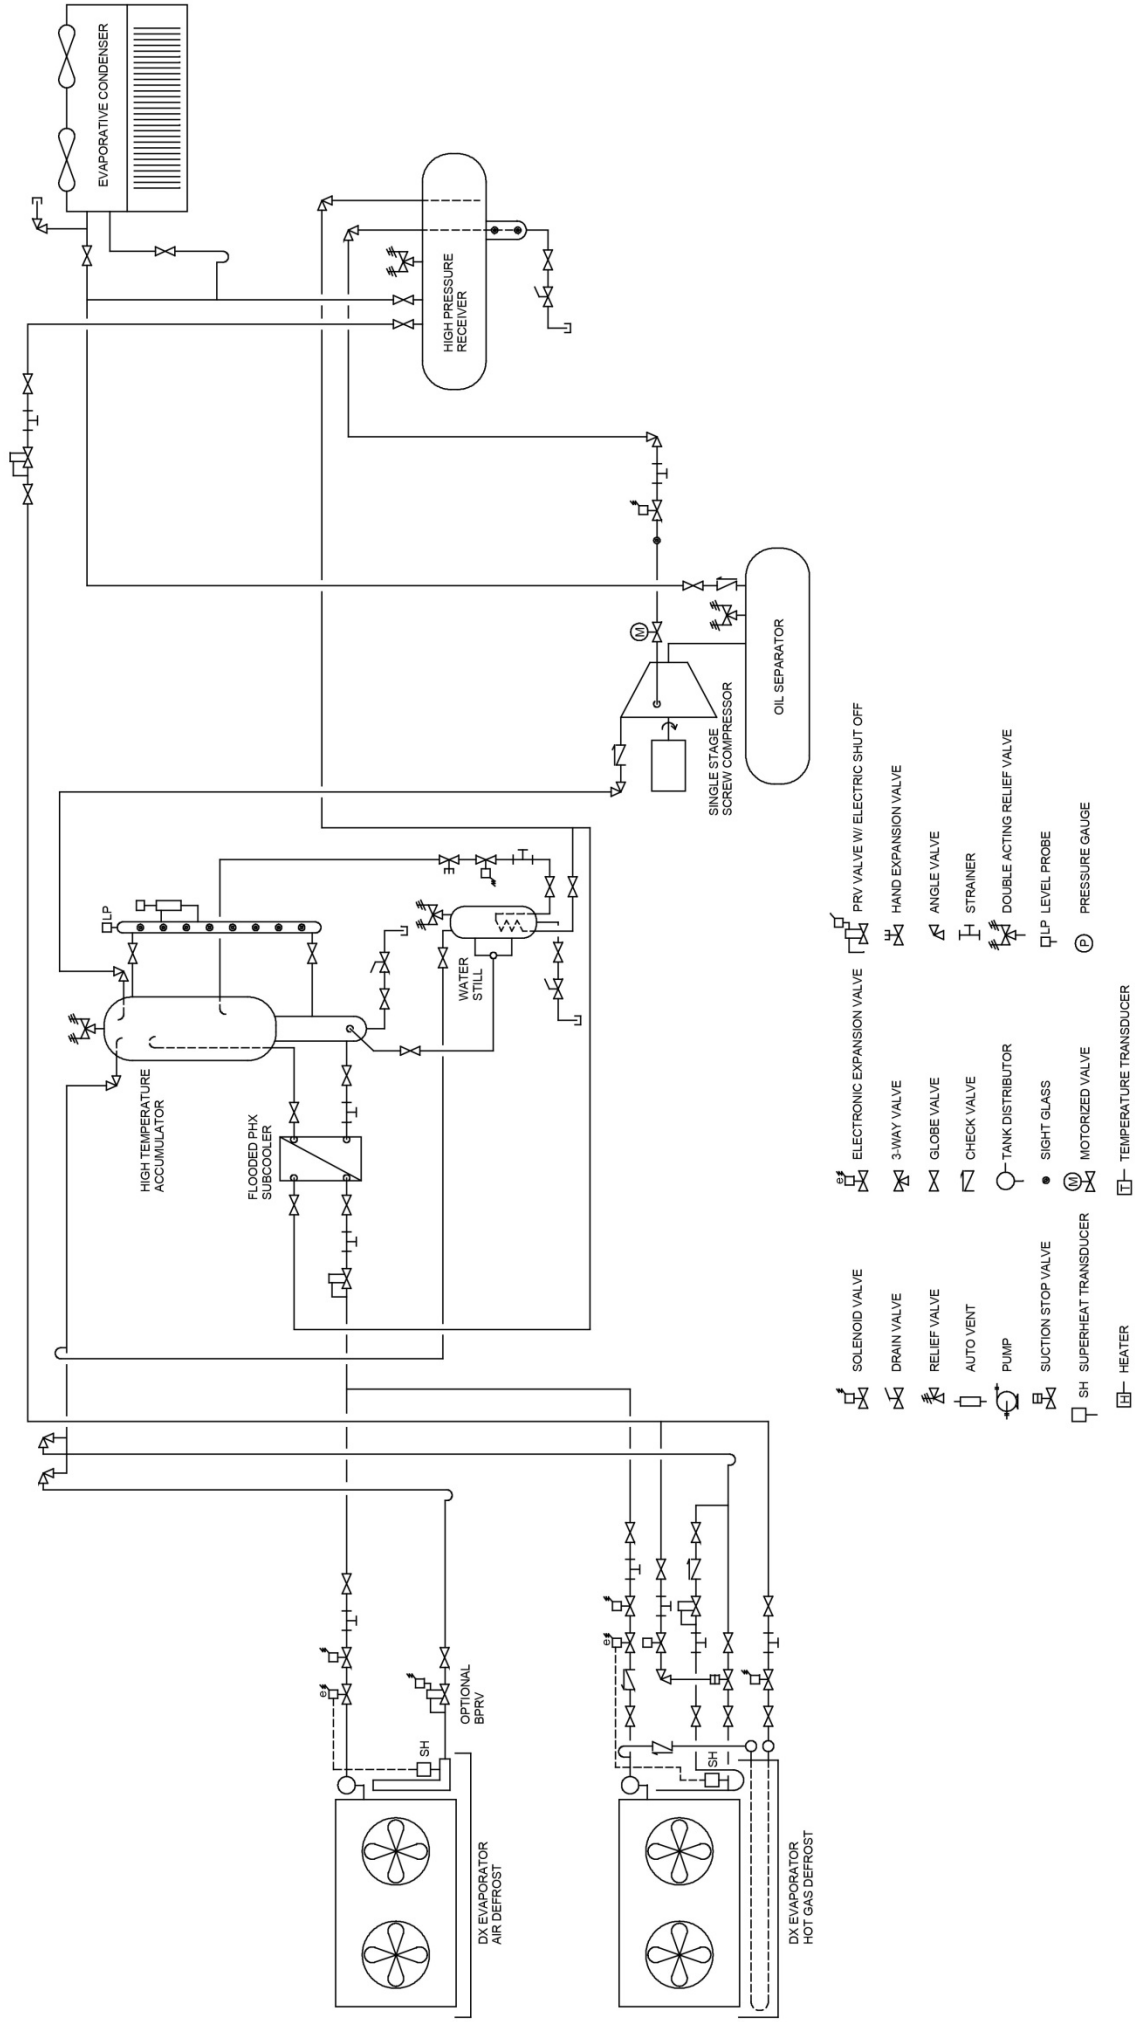 EVAPORATIVE CONDENSER
HIGH PRESSURE
RECEIVER
LP
HIGH TEMPERATURE
ACCUMULATOR
WATER
STILL
FLOODED PHX
SUBCOOLER
M
SINGLE STAGE
SCREW COMPRESSOR
OIL SEPARATOR
e
SH
OPTIONAL
BPRV
DX EVAPORATOR
AIR DEFROST
e
SH
DX EVAPORATOR
HOT GAS DEFROST
SOLENOID VALVE
DRAIN VALVE
RELIEF VALVE
AUTO VENT
PUMP
SUCTION STOP VALVE
SH SUPERHEAT TRANSDUCER
H HEATER
e ELECTRONIC EXPANSION VALVE
3-WAY VALVE
GLOBE VALVE
CHECK VALVE
TANK DISTRIBUTOR
SIGHT GLASS
M MOTORIZED VALVE
T TEMPERATURE TRANSDUCER
PRV VALVE W/ ELECTRIC SHUT OFF
HAND EXPANSION VALVE
ANGLE VALVE
STRAINER
DOUBLE ACTING RELIEF VALVE
LP LEVEL PROBE
P PRESSURE GAUGE